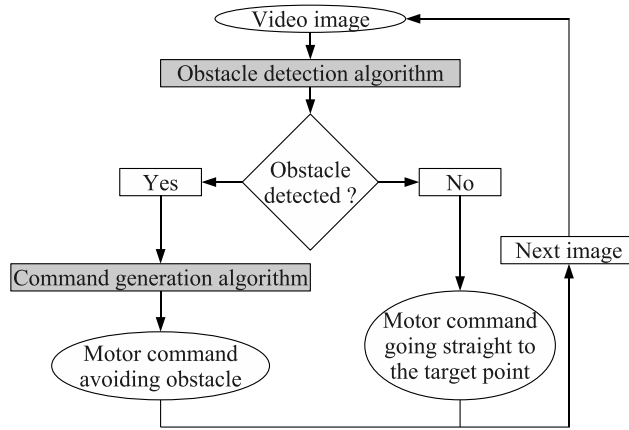 Video image
Obstacle detection algorithm
Obstacle
detected ?
Yes
No
Next image
Command generation algorithm
Motor command
avoiding obstacle
Motor command
going straight to
the target point